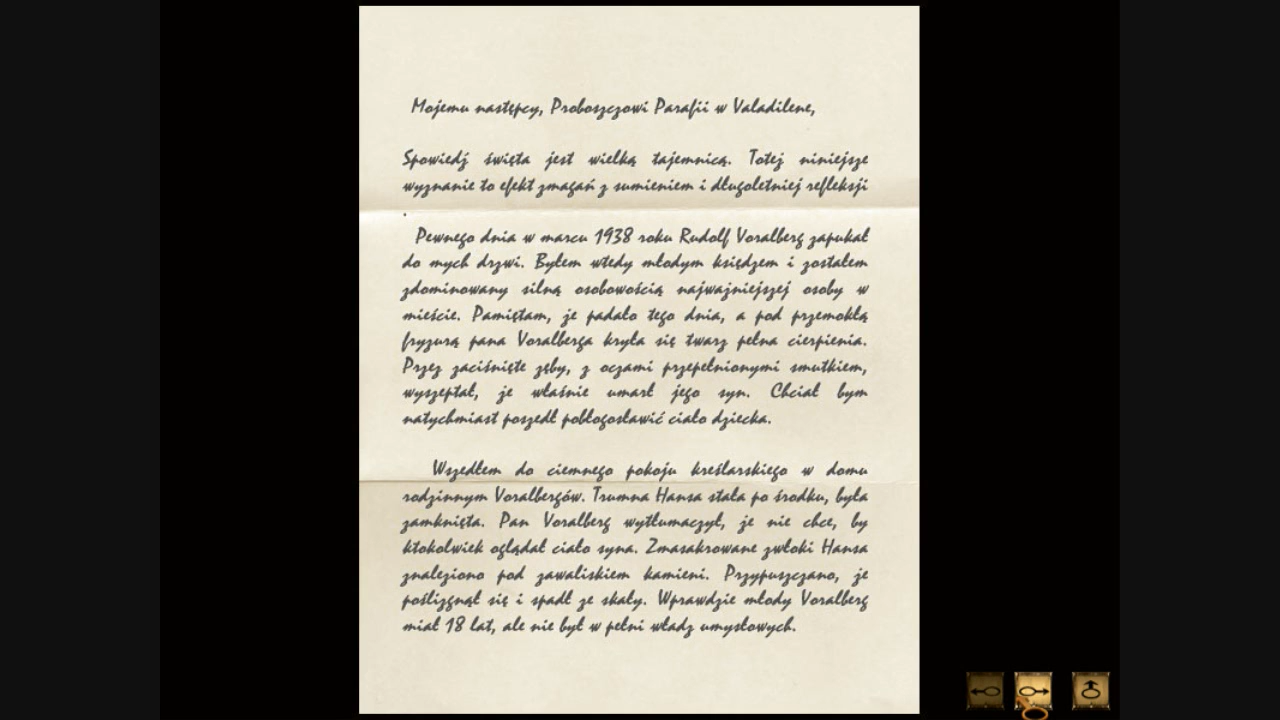 Mojemu następcy, Proboszczowi Parafii w Valadilene,
Spowiedź święta jest wielką tajemnicą. Toteż niniejsze
wyznanie to efekt zmagań z sumieniem i długoletniej refleksji
.
Pewnego dnia w marcu 1938 roku Rudolf Voralberg zapukał
do mych drzwi. Byłem wtedy młodym księdzem i zostałem
zdominowany silną osobowością najważniejszej osoby w
mieście. Pamiętam, że padało tego dnia, a pod przemokłą
fryzurą pana Voralberga kryła się twarz pełna cierpienia.
Przez zaciśnięte zęby, z oczami przepełnionymi smutkiem,
wyszeptał, że właśnie umarł jego syn. Chciał bym
natychmiast poszedł pobłogosławić ciało dziecka.
Wszedłem do ciemnego pokoju kreślarskiego w domu
rodzinnym Voralbergów. Trumna Hansa stała po środku, była
zamknięta. Pan Voralberg wytłumaczył, że nie chce, by
ktokolwiek oglądał ciało syna. Zmasakrowane zwłoki Hansa
znaleziono pod zawaliskiem kamieni. Przypuszczano, że
poślizgnął się i spadł ze skały. Wprawdzie młody Voralberg
miał 18 lat, ale nie był w pełni władz umysłowych.